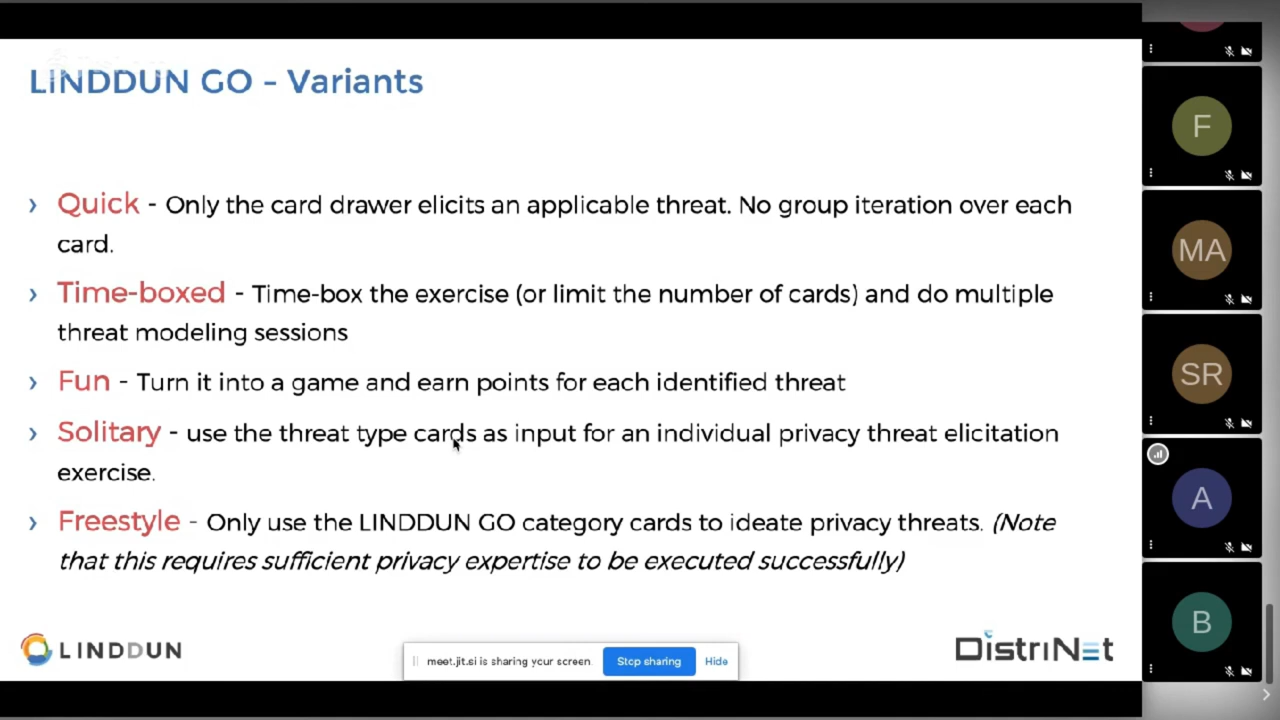 LINDDUN GO - Variants
› Quick - Only the card drawer elicits an applicable threat. No group iteration over each
card.
› Time-boxed - Time-box the exercise (or limit the number of cards) and do multiple
threat modeling sessions
› Fun - Turn it into a game and earn points for each identified threat
› Solitary - use the threat type cards as input for an individual privacy threat elicitation
exercise.
› Freestyle - Only use the LINDDUN GO category cards to ideate privacy threats. (Note
that this requires sufficient privacy expertise to be executed successfully)
LINDDUN
meet.jit.si is sharing your screen.
Stop sharing
Hide
DistriNet
F
MA
SR
A
B